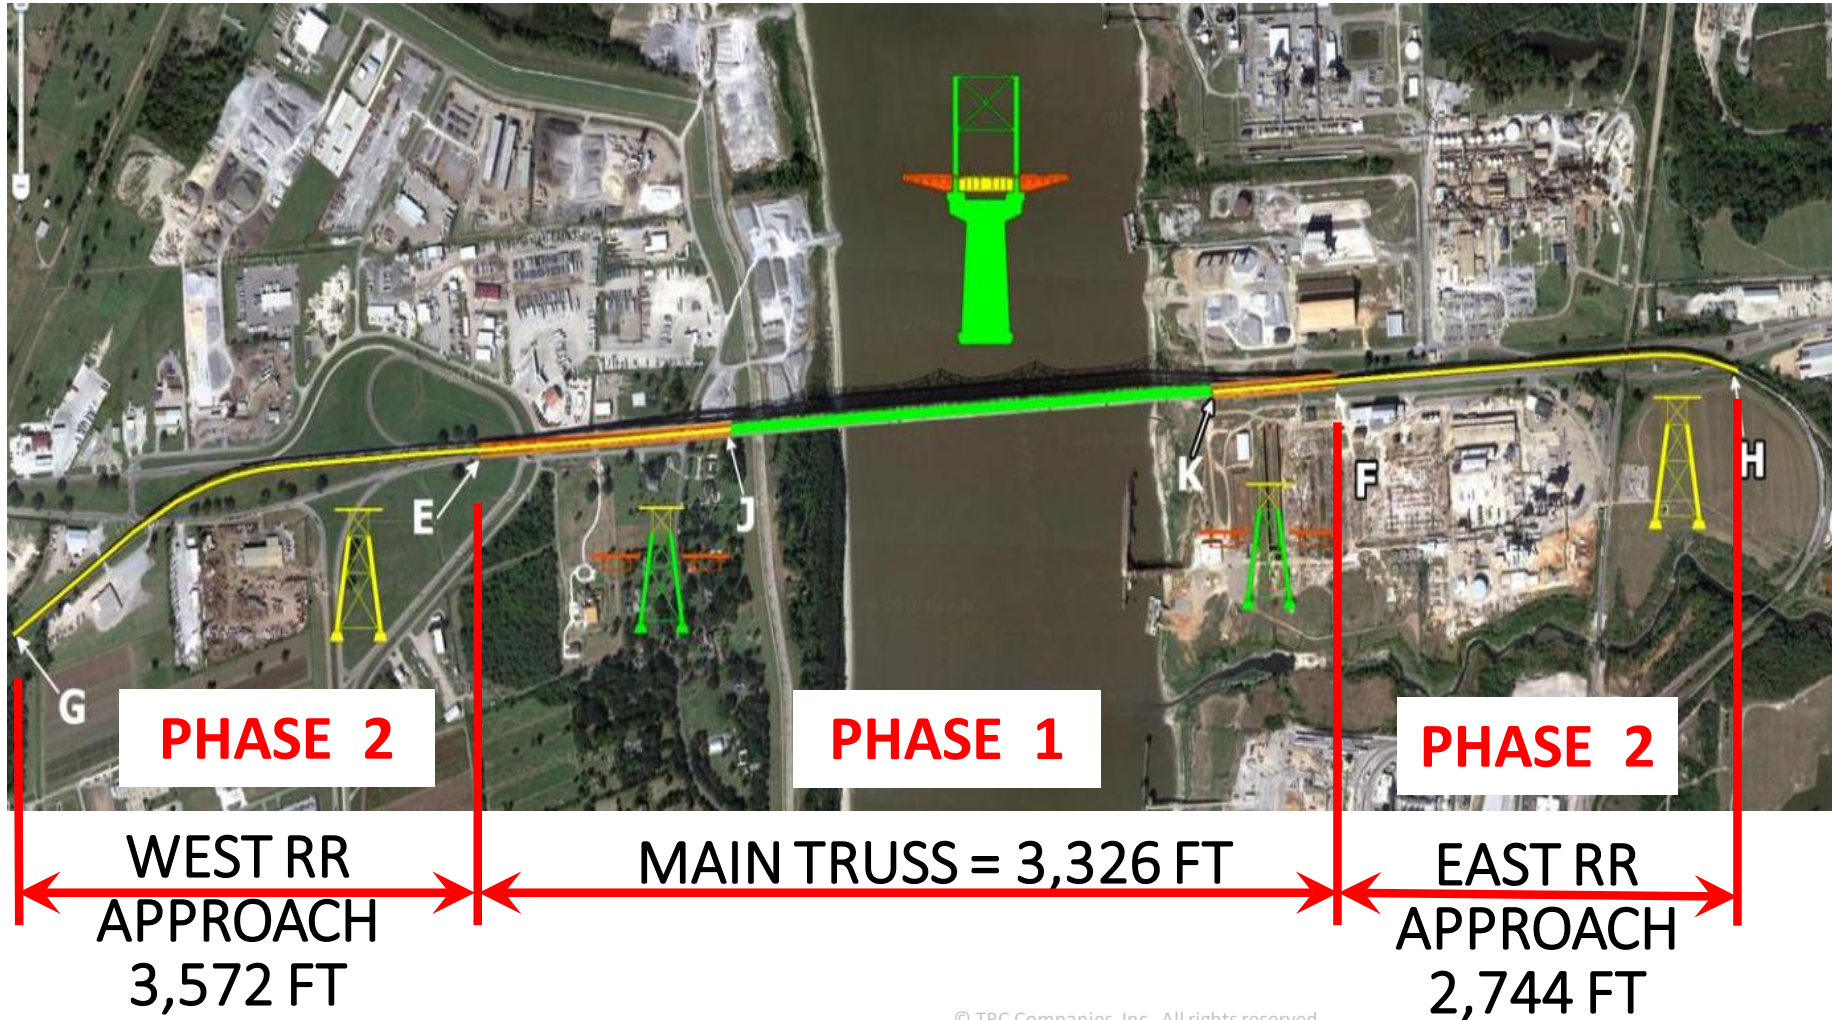 E
J
K
F
H
G
PHASE 2
PHASE 1
PHASE 2
WEST RR
APPROACH
3,572 FT
MAIN TRUSS = 3,326 FT
EAST RR
APPROACH
2,744 FT
© TRC Companies, Inc. All rights reserved